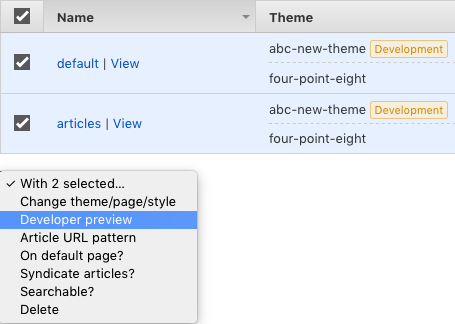 Name Theme
default | View abc-new-theme Development
four-point-eight
articles | View abc-new-theme Development
four-point-eight
✓ With 2 selected...
Change theme/page/style
Developer preview
Article URL pattern
On default page?
Syndicate articles?
Searchable?
Delete